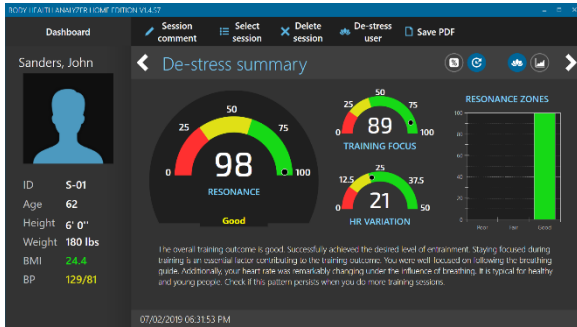 BODY HEALTH ANALYZER HOME EDITION V1.4.57
Dashboard
Session comment
Select session
Delete session
De-stress user
Save PDF
Sanders, John
De-stress summary
ID S-01
Age 62
Height 6' 0"
Weight 180 lbs
BMI 24.4
BP 129/81
0
25
50
75
100
98
RESONANCE
Good
0
25
50
75
100
89
TRAINING FOCUS
0
12.5
25
37.5
50
21
HR VARIATION
RESONANCE ZONES
100
80
60
40
20
0
Poor
Fair
Good
The overall training outcome is good. Successfully achieved the desired level of entrainment. Staying focused during
training is an essential factor contributing to the training outcome. You were well-focused on following the breathing
guide. Additionally, your heart rate was remarkably changing under the influence of breathing. It is typical for healthy
and young people. Check if this pattern persists when you do more training sessions.
07/02/2019 06:31:53 PM